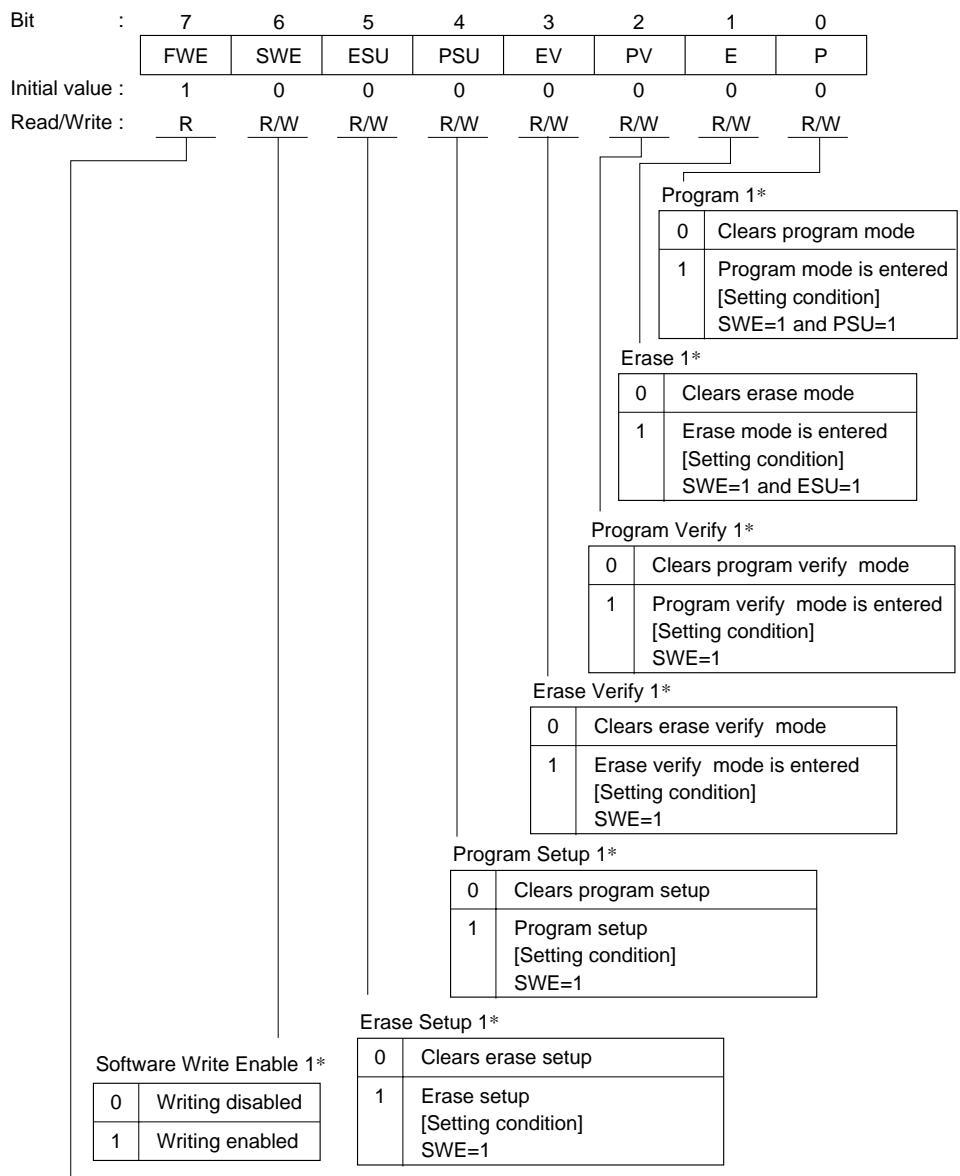 Bit : 7 6 5 4 3 2 1 0
FWE SWE ESU PSU EV PV E P
Initial value : 1 0 0 0 0 0 0 0
Read/Write : R R/W R/W R/W R/W R/W R/W R/W
Program 1*
0 Clears program mode
1 Program mode is entered
[Setting condition]
SWE=1 and PSU=1
Erase 1*
0 Clears erase mode
1 Erase mode is entered
[Setting condition]
SWE=1 and ESU=1
Program Verify 1*
0 Clears program verify mode
1 Program verify mode is entered
[Setting condition]
SWE=1
Erase Verify 1*
0 Clears erase verify mode
1 Erase verify mode is entered
[Setting condition]
SWE=1
Program Setup 1*
0 Clears program setup
1 Program setup
[Setting condition]
SWE=1
Erase Setup 1*
0 Clears erase setup
1 Erase setup
[Setting condition]
SWE=1
Software Write Enable 1*
0 Writing disabled
1 Writing enabled